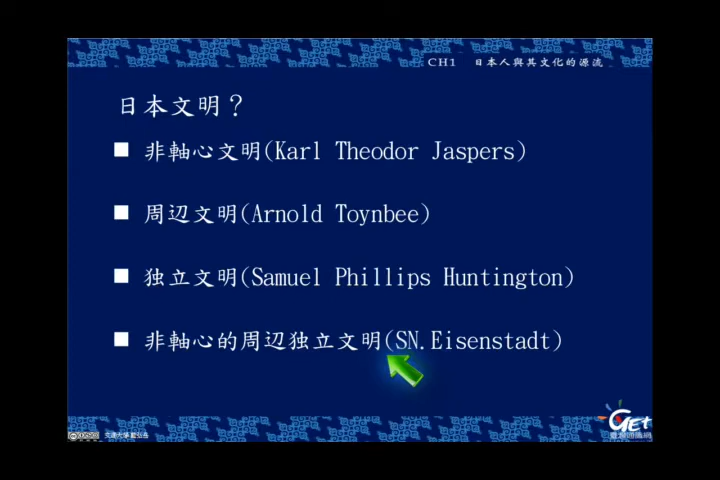 CH1 日本人與其文化的源流
日本文明？
■ 非軸心文明(Karl Theodor Jaspers)
■ 周辺文明(Arnold Toynbee)
■ 独立文明(Samuel Phillips Huntington)
■ 非軸心的周辺独立文明(SN.Eisenstadt)
GET